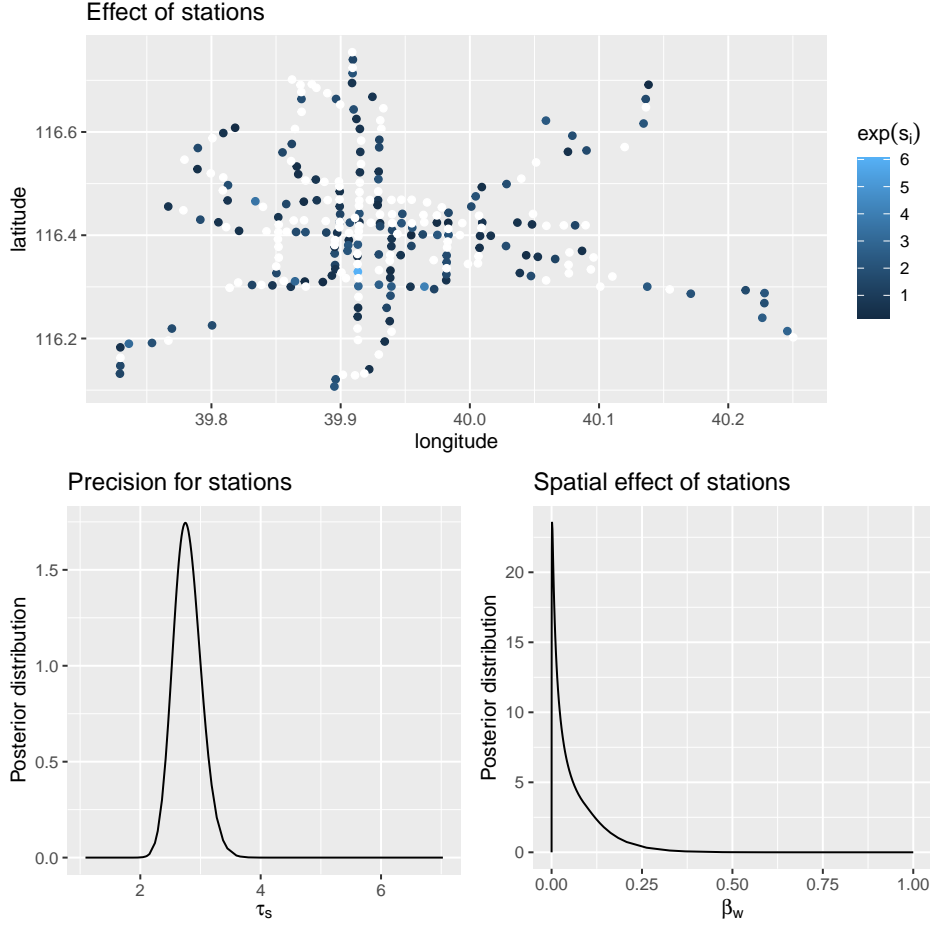 Effect of stations
116.6
116.4
116.2
latitude
39.8 39.9 40.0 40.1 40.2
longitude
exp(sᵢ)
6
5
4
3
2
1
Precision for stations
1.5
1.0
0.5
0.0
Posterior distribution
2 4 6
τₛ
Spatial effect of stations
20
15
10
5
0
Posterior distribution
0.00 0.25 0.50 0.75 1.00
β_w